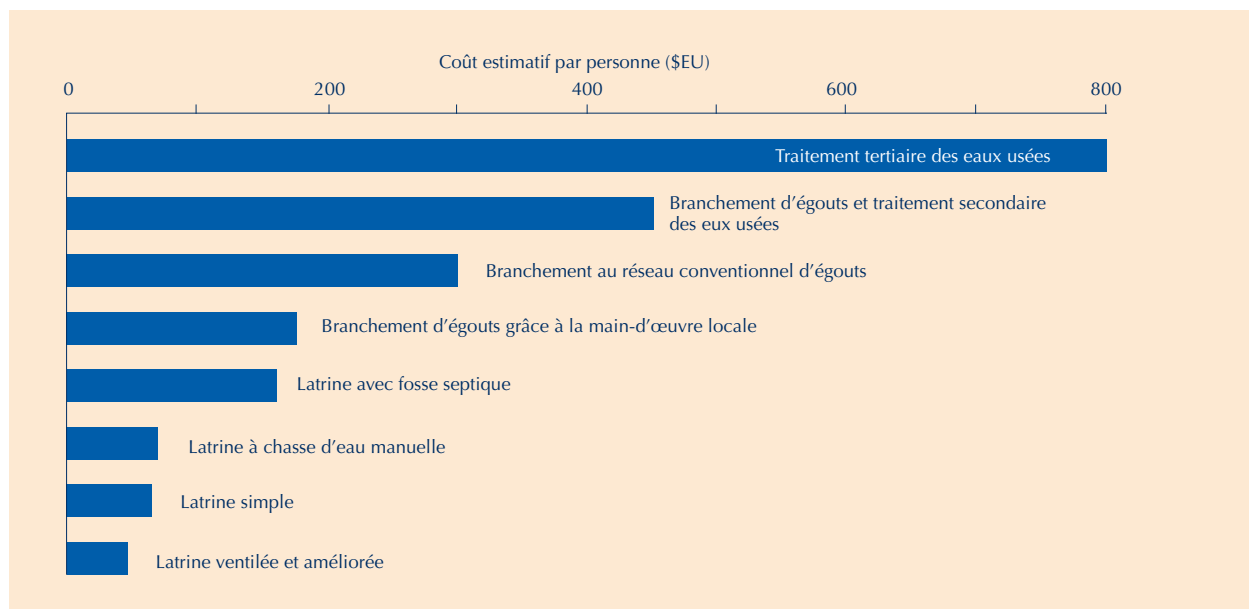 Coût estimatif par personne ($EU)
0 200 400 600 800
Traitement tertiaire des eaux usées
Branchement d'égouts et traitement secondaire
des eux usées
Branchement au réseau conventionnel d'égouts
Branchement d'égouts grâce à la main-d'œuvre locale
Latrine avec fosse septique
Latrine à chasse d'eau manuelle
Latrine simple
Latrine ventilée et améliorée